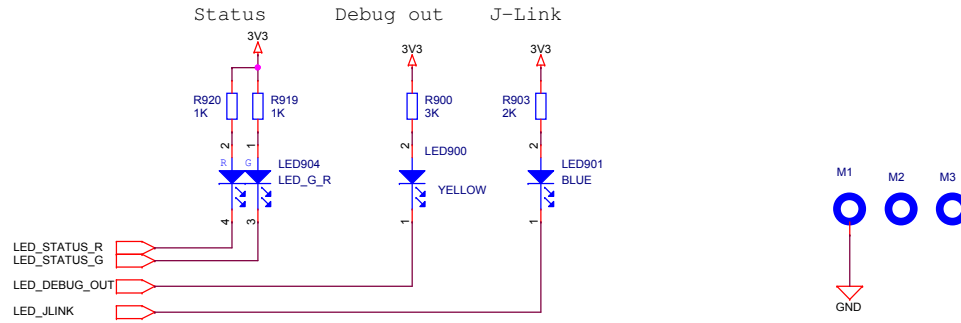 Status Debug out J-Link
3V3 3V3 3V3
R920 R919 R900 R903
1K 1K 3K 2K
2 1 2 2
LED900
R G LED904 LED901
LED_G_R YELLOW BLUE
M1 M2 M3
4 3 1 1
LED_STATUS_R
LED_STATUS_G
LED_DEBUG_OUT
LED_JLINK
GND